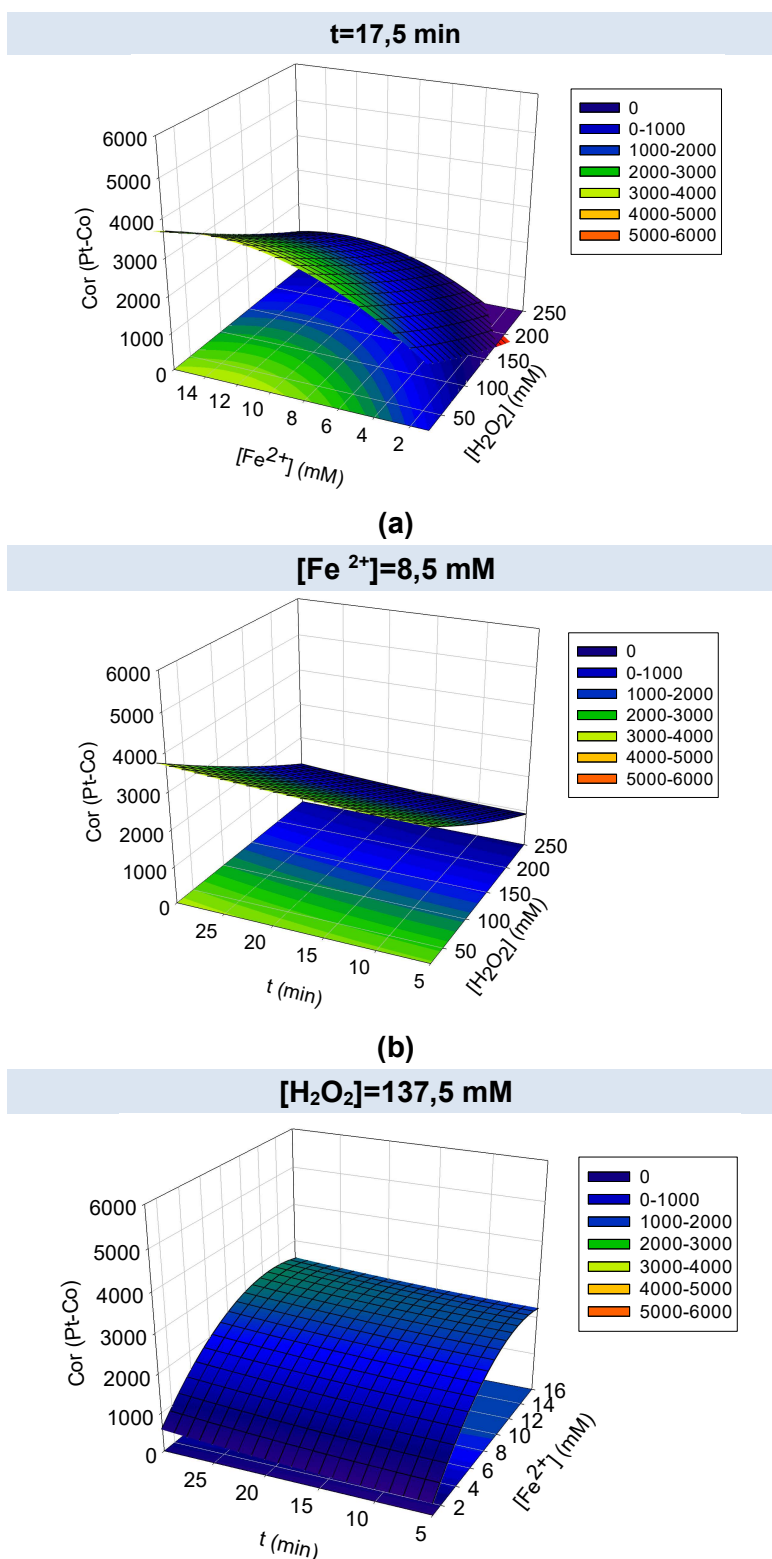 t=17,5 min
6000
5000
4000
3000
2000
1000
0
Cor (Pt-Co)
14 12 10 8 6 4 2
[Fe2+] (mM)
50 100 150 200 250
[H2O2] (mM)
0
0-1000
1000-2000
2000-3000
3000-4000
4000-5000
5000-6000
(a)
[Fe 2+]=8,5 mM
6000
5000
4000
3000
2000
1000
0
Cor (Pt-Co)
25 20 15 10 5
t (min)
50 100 150 200 250
[H2O2] (mM)
0
0-1000
1000-2000
2000-3000
3000-4000
4000-5000
5000-6000
(b)
[H2O2]=137,5 mM
6000
5000
4000
3000
2000
1000
0
Cor (Pt-Co)
25 20 15 10 5
t (min)
2 4 6 8 10 12 14 16
[Fe2+] (mM)
0
0-1000
1000-2000
2000-3000
3000-4000
4000-5000
5000-6000